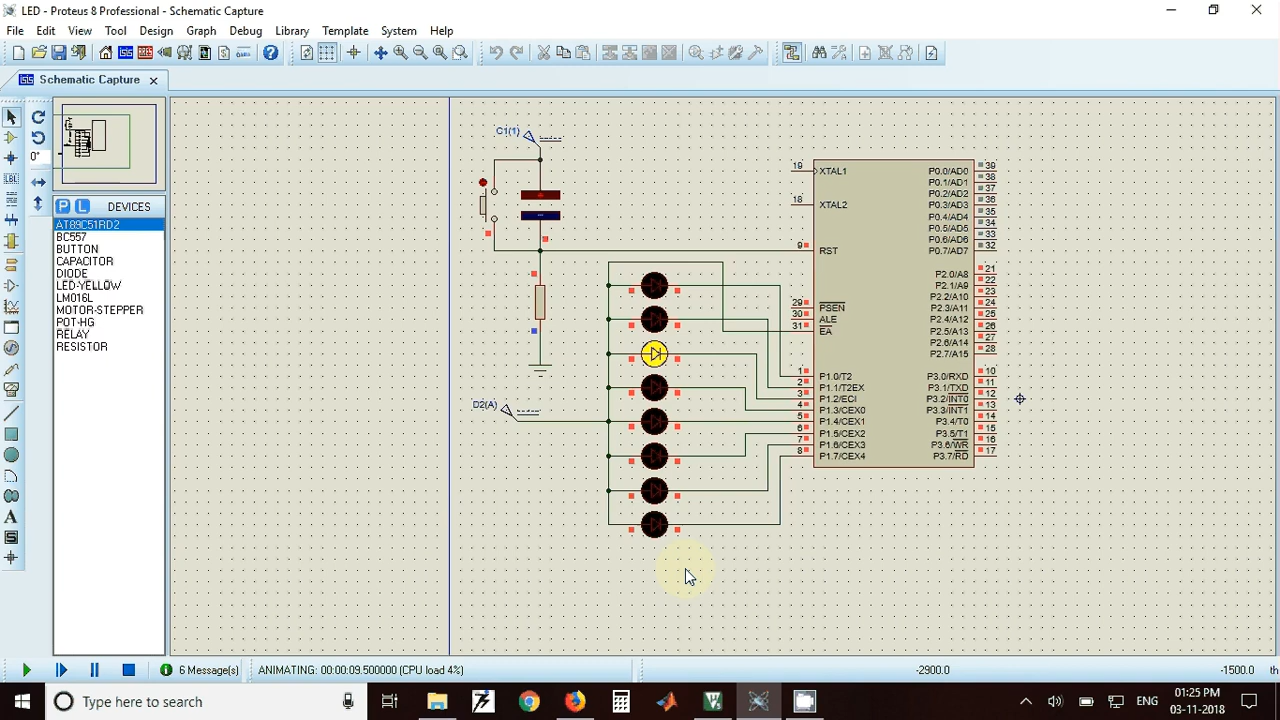 LED - Proteus 8 Professional - Schematic Capture
File Edit View Tool Design Graph Debug Library Template System Help
Schematic Capture
0°
LBL
P L DEVICES
AT89C51RD2
BC557
BUTTON
CAPACITOR
DIODE
LED-YELLOW
LM016L
MOTOR-STEPPER
POT-HG
RELAY
RESISTOR
C1(1)
D2(A)
19 XTAL1
18 XTAL2
9 RST
29 PSEN
30 ALE
31 EA
1 P1.0/T2
2 P1.1/T2EX
3 P1.2/ECI
4 P1.3/CEX0
5 P1.4/CEX1
6 P1.5/CEX2
7 P1.6/CEX3
8 P1.7/CEX4
P0.0/AD0 39
P0.1/AD1 38
P0.2/AD2 37
P0.3/AD3 36
P0.4/AD4 35
P0.5/AD5 34
P0.6/AD6 33
P0.7/AD7 32
P2.0/A8 21
P2.1/A9 22
P2.2/A10 23
P2.3/A11 24
P2.4/A12 25
P2.5/A13 26
P2.6/A14 27
P2.7/A15 28
P3.0/RXD 10
P3.1/TXD 11
P3.2/INT0 12
P3.3/INT1 13
P3.4/T0 14
P3.5/T1 15
P3.6/WR 16
P3.7/RD 17
A
6 Message(s) ANIMATING: 00:00:09.500000 (CPU load 4%) -2900.0 -1500.0 th
Type here to search
ENG
01:25 PM
03-11-2018